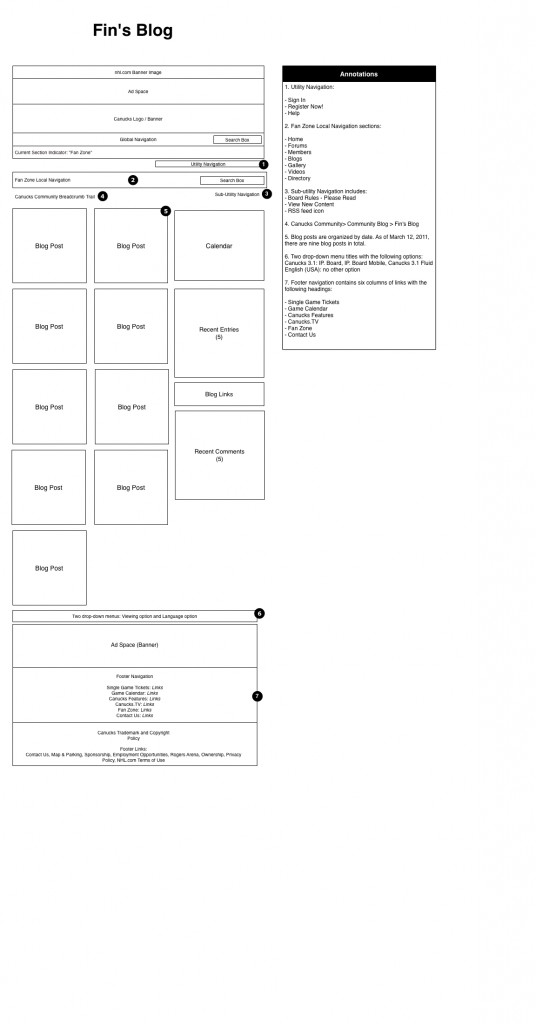 Fin's Blog
nhl.com Banner Image
Ad Space
Canucks Logo / Banner
Global Navigation
Search Box
Current Section Indicator: "Fan Zone"
Utility Navigation
1
Fan Zone Local Navigation
2
Search Box
Canucks Community Breadcrumb Trail
4
Sub-Utility Navigation
3
5
Blog Post
Blog Post
Calendar
Blog Post
Blog Post
Recent Entries
(5)
Blog Post
Blog Post
Blog Links
Recent Comments
(5)
Blog Post
Blog Post
Blog Post
Two drop-down menus: Viewing option and Language option
6
Ad Space (Banner)
Footer Navigation
Single Game Tickets: Links
Game Calendar: Links
Canucks Features: Links
Canucks.TV: Links
Fan Zone: Links
Contact Us: Links
7
Canucks Trademark and Copyright
Policy
Footer Links:
Contact Us, Map & Parking, Sponsorship, Employment Opportunities, Rogers Arena, Ownership, Privacy
Policy, NHL.com Terms of Use
Annotations
1. Utility Navigation:
- Sign In
- Register Now!
- Help
2. Fan Zone Local Navigation sections:
- Home
- Forums
- Members
- Blogs
- Gallery
- Videos
- Directory
3. Sub-utility Navigation includes:
- Board Rules - Please Read
- View New Content
- RSS feed icon
4. Canucks Community> Community Blog > Fin's Blog
5. Blog posts are organized by date. As of March 12, 2011,
there are nine blog posts in total.
6. Two drop-down menu titles with the following options:
Canucks 3.1: IP. Board, IP. Board Mobile, Canucks 3.1 Fluid
English (USA): no other option
7. Footer navigation contains six columns of links with the
following headings:
- Single Game Tickets
- Game Calendar
- Canucks Features
- Canucks.TV
- Fan Zone
- Contact Us